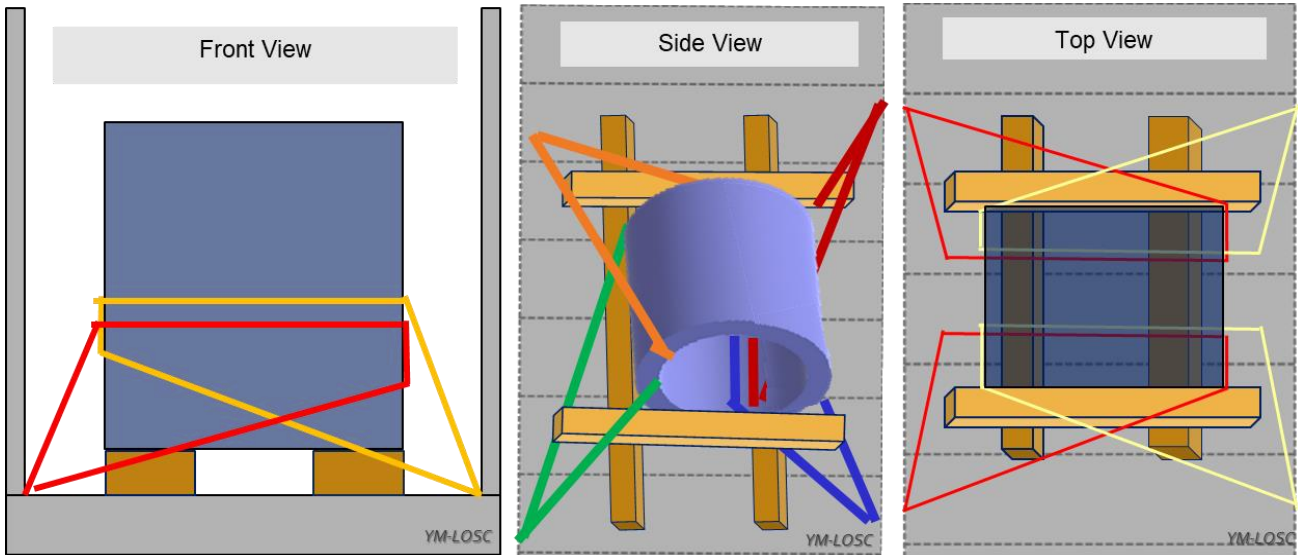 Front View
Side View
Top View
YM-LOSC
YM-LOSC
YM-LOSC